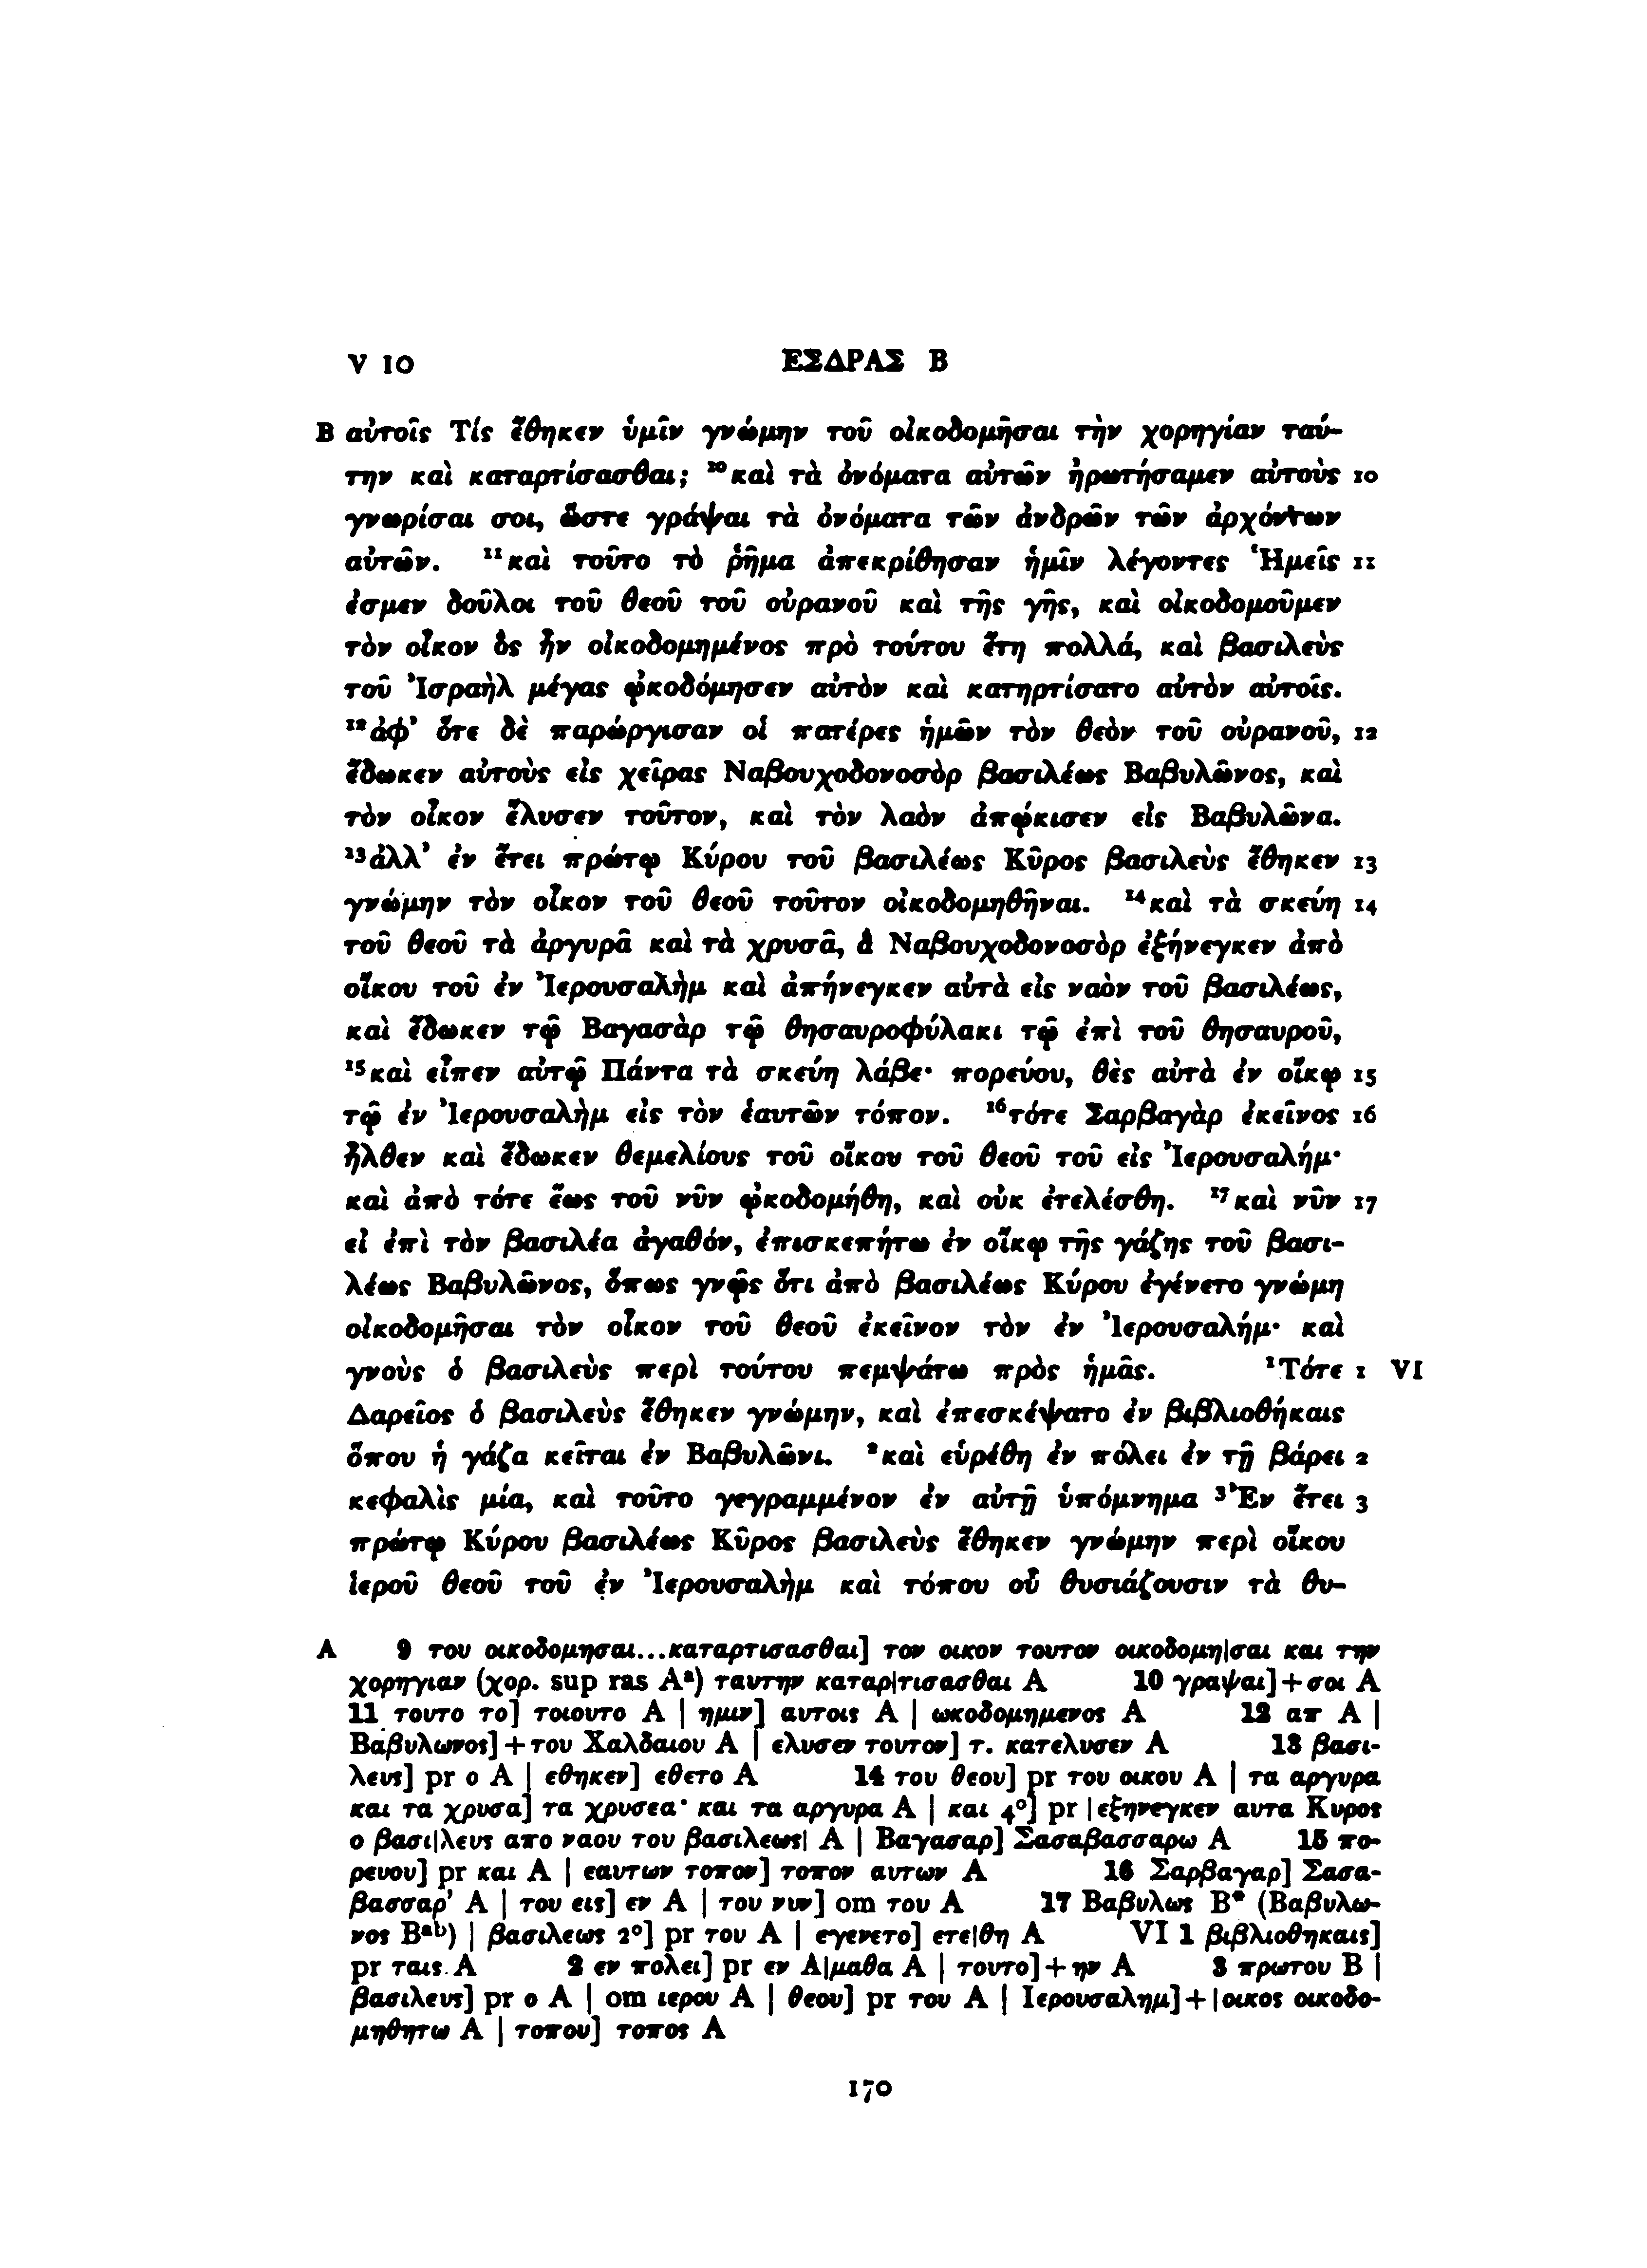 V 10 ΕΣΔΡΑΣ Β
B αὐτοῖς Τίς ἔθηκεν ὑμῖν γνώμην τοῦ οἰκοδομῆσαι τὴν χορηγίαν ταύ-
την καὶ καταρτίσασθαι; ¹⁰καὶ τὰ ὀνόματα αὐτῶν ἠρωτήσαμεν αὐτοὺς 10
γνωρίσαι σοι, ὥστε γράψαι τὰ ὀνόματα τῶν ἀνδρῶν τῶν ἀρχόντων
αὐτῶν. ¹¹καὶ τοῦτο τὸ ῥῆμα ἀπεκρίθησαν ἡμῖν λέγοντες Ἡμεῖς 11
ἐσμεν δοῦλοι τοῦ θεοῦ τοῦ οὐρανοῦ καὶ τῆς γῆς, καὶ οἰκοδομοῦμεν
τὸν οἶκον ὃς ἦν οἰκοδομημένος πρὸ τούτου ἔτη πολλά, καὶ βασιλεὺς
τοῦ Ἰσραὴλ μέγας ᾠκοδόμησεν αὐτὸν καὶ κατηρτίσατο αὐτὸν αὐτοῖς.
¹²ἀφ᾽ ὅτε δὲ παρώργισαν οἱ πατέρες ἡμῶν τὸν θεὸν τοῦ οὐρανοῦ, 12
ἔδωκεν αὐτοὺς εἰς χεῖρας Ναβουχοδονοσὸρ βασιλέως Βαβυλῶνος, καὶ
τὸν οἶκον ἔλυσεν τοῦτον, καὶ τὸν λαὸν ἀπῴκισεν εἰς Βαβυλῶνα.
¹³ἀλλ᾽ ἐν ἔτει πρώτῳ Κύρου τοῦ βασιλέως Κῦρος βασιλεὺς ἔθηκεν 13
γνώμην τὸν οἶκον τοῦ θεοῦ τοῦτον οἰκοδομηθῆναι. ¹⁴καὶ τὰ σκεύη 14
τοῦ θεοῦ τὰ ἀργυρᾶ καὶ τὰ χρυσᾶ, ἃ Ναβουχοδονοσὸρ ἐξήνεγκεν ἀπὸ
οἴκου τοῦ ἐν Ἰερουσαλὴμ καὶ ἀπήνεγκεν αὐτὰ εἰς ναὸν τοῦ βασιλέως,
καὶ ἔδωκεν τῷ Βαγασὰρ τῷ θησαυροφύλακι τῷ ἐπὶ τοῦ θησαυροῦ,
¹⁵καὶ εἶπεν αὐτῷ Πάντα τὰ σκεύη λάβε· πορεύου, θὲς αὐτὰ ἐν οἴκῳ 15
τῷ ἐν Ἰερουσαλὴμ εἰς τὸν ἑαυτῶν τόπον. ¹⁶τότε Σαρβαγὰρ ἐκεῖνος 16
ἦλθεν καὶ ἔδωκεν θεμελίους τοῦ οἴκου τοῦ θεοῦ τοῦ εἰς Ἰερουσαλήμ·
καὶ ἀπὸ τότε ἕως τοῦ νῦν ᾠκοδομήθη, καὶ οὐκ ἐτελέσθη. ¹⁷καὶ νῦν 17
εἰ ἐπὶ τὸν βασιλέα ἀγαθόν, ἐπισκεπήτω ἐν οἴκῳ τῆς γάζης τοῦ βασι-
λέως Βαβυλῶνος, ὅπως γνῷς ὅτι ἀπὸ βασιλέως Κύρου ἐγένετο γνώμη
οἰκοδομῆσαι τὸν οἶκον τοῦ θεοῦ ἐκεῖνον τὸν ἐν Ἰερουσαλήμ· καὶ
γνοὺς ὁ βασιλεὺς περὶ τούτου πεμψάτω πρὸς ἡμᾶς. ¹Τότε 1 VI
Δαρεῖος ὁ βασιλεὺς ἔθηκεν γνώμην, καὶ ἐπεσκέψατο ἐν βιβλιοθήκαις
ὅπου ἡ γάζα κεῖται ἐν Βαβυλῶνι. ²καὶ εὑρέθη ἐν πόλει ἐν τῇ βάρει 2
κεφαλὶς μία, καὶ τοῦτο γεγραμμένον ἐν αὐτῇ ὑπόμνημα ³Ἐν ἔτει 3
πρώτῳ Κύρου βασιλέως Κῦρος βασιλεὺς ἔθηκεν γνώμην περὶ οἴκου
ἱεροῦ θεοῦ τοῦ ἐν Ἰερουσαλὴμ καὶ τόπου οὗ θυσιάζουσιν τὰ θυ-
A 9 του οικοδομησαι...καταρτισασθαι] τον οικον τουτον οικοδομη|σαι και την
χορηγιαν (χορ. sup ras Aᵃ) ταυτην καταρ|τισασθαι A 10 γραψαι]+σοι A
11 τουτο το] τοιουτο A | ημιν] αυτοις A | ωκοδομημενος A 12 απ A |
Βαβυλωνος]+του Χαλδαιου A | ελυσεν τουτον] τ. κατελυσεν A 13 βασι-
λευς] pr ο A | εθηκεν] εθετο A 14 του θεου] pr του οικου A | τα αργυρα
και τα χρυσα] τα χρυσεα· και τα αργυρα A | και 4°] pr |εξηνεγκεν αυτα Κυρος
ο βασι|λευς απο ναου του βασιλεως| A | Βαγασαρ] Σασαβασσαρω A 15 πο-
ρευου] pr και A | εαυτων τοπον] τοπον αυτων A 16 Σαρβαγαρ] Σασα-
βασσαρ᾽ A | του εις] εν A | του νυν] om του A 17 Βαβυλως B* (Βαβυλω-
νος Bᵃᵇ) | βασιλεως 2°] pr του A | εγενετο] ετε|θη A VI 1 βιβλιοθηκαις]
pr ταις A 2 εν πολει] pr εν Α|μαθα A | τουτο]+ην A 3 πρωτου B |
βασιλευς] pr ο A | om ιερου A | θεου] pr του A | Ιερουσαλημ]+|οικος οικοδο-
μηθητω A | τοπου] τοπος A
170